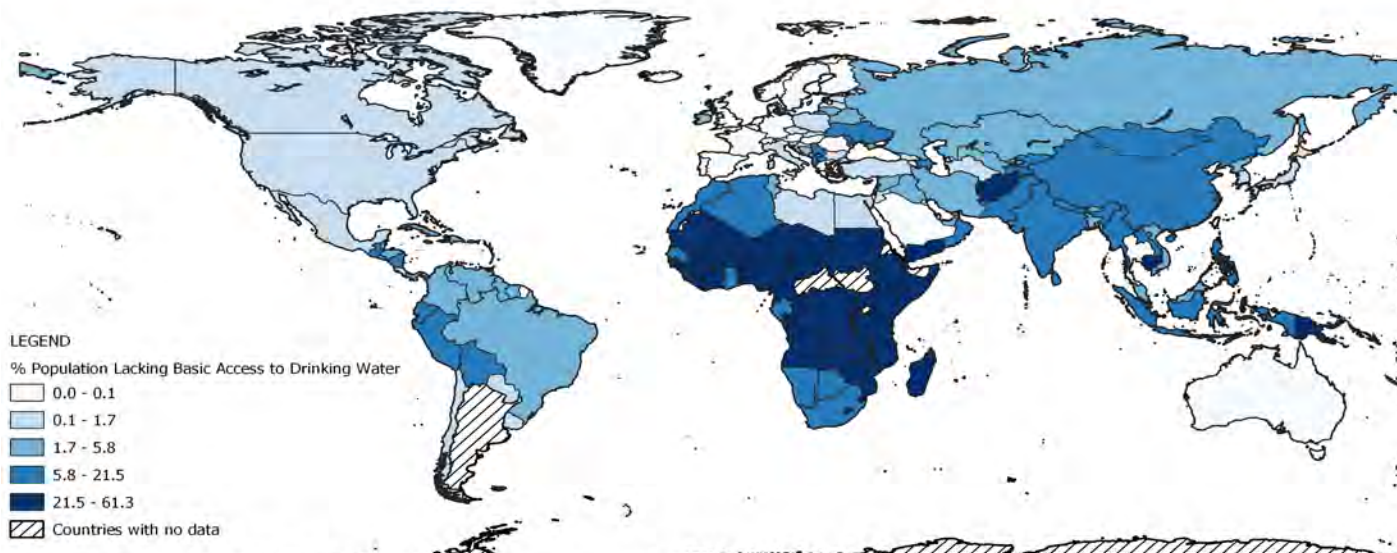 LEGEND
% Population Lacking Basic Access to Drinking Water
0.0 - 0.1
0.1 - 1.7
1.7 - 5.8
5.8 - 21.5
21.5 - 61.3
Countries with no data